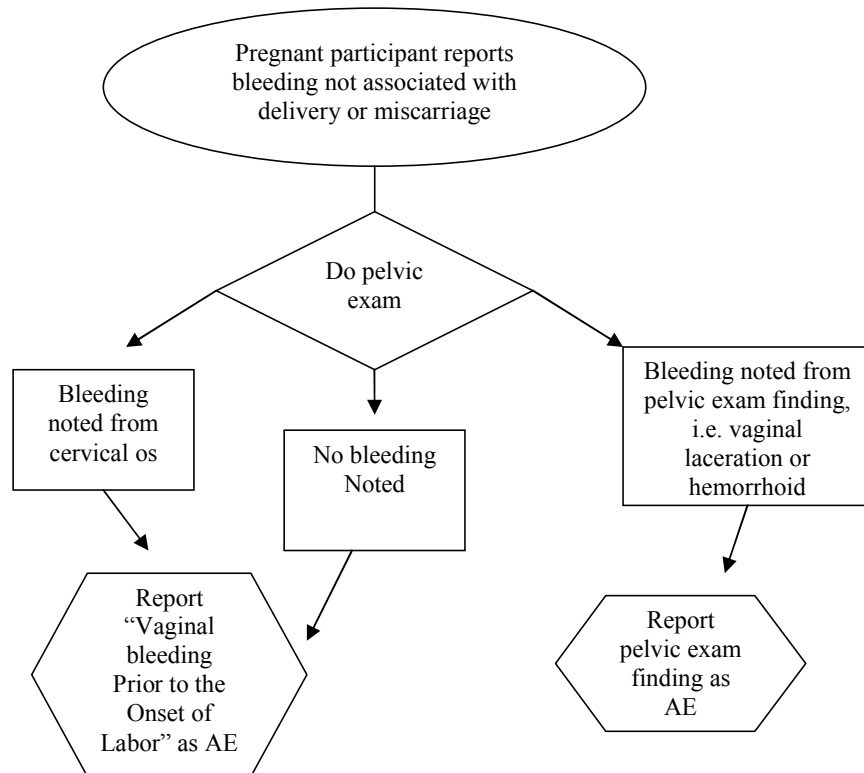 Pregnant participant reports
bleeding not associated with
delivery or miscarriage
Do pelvic
exam
Bleeding
noted from
cervical os
No bleeding
Noted
Bleeding noted from
pelvic exam finding,
i.e. vaginal
laceration or
hemorrhoid
Report
“Vaginal
bleeding
Prior to the
Onset of
Labor” as AE
Report
pelvic exam
finding as
AE